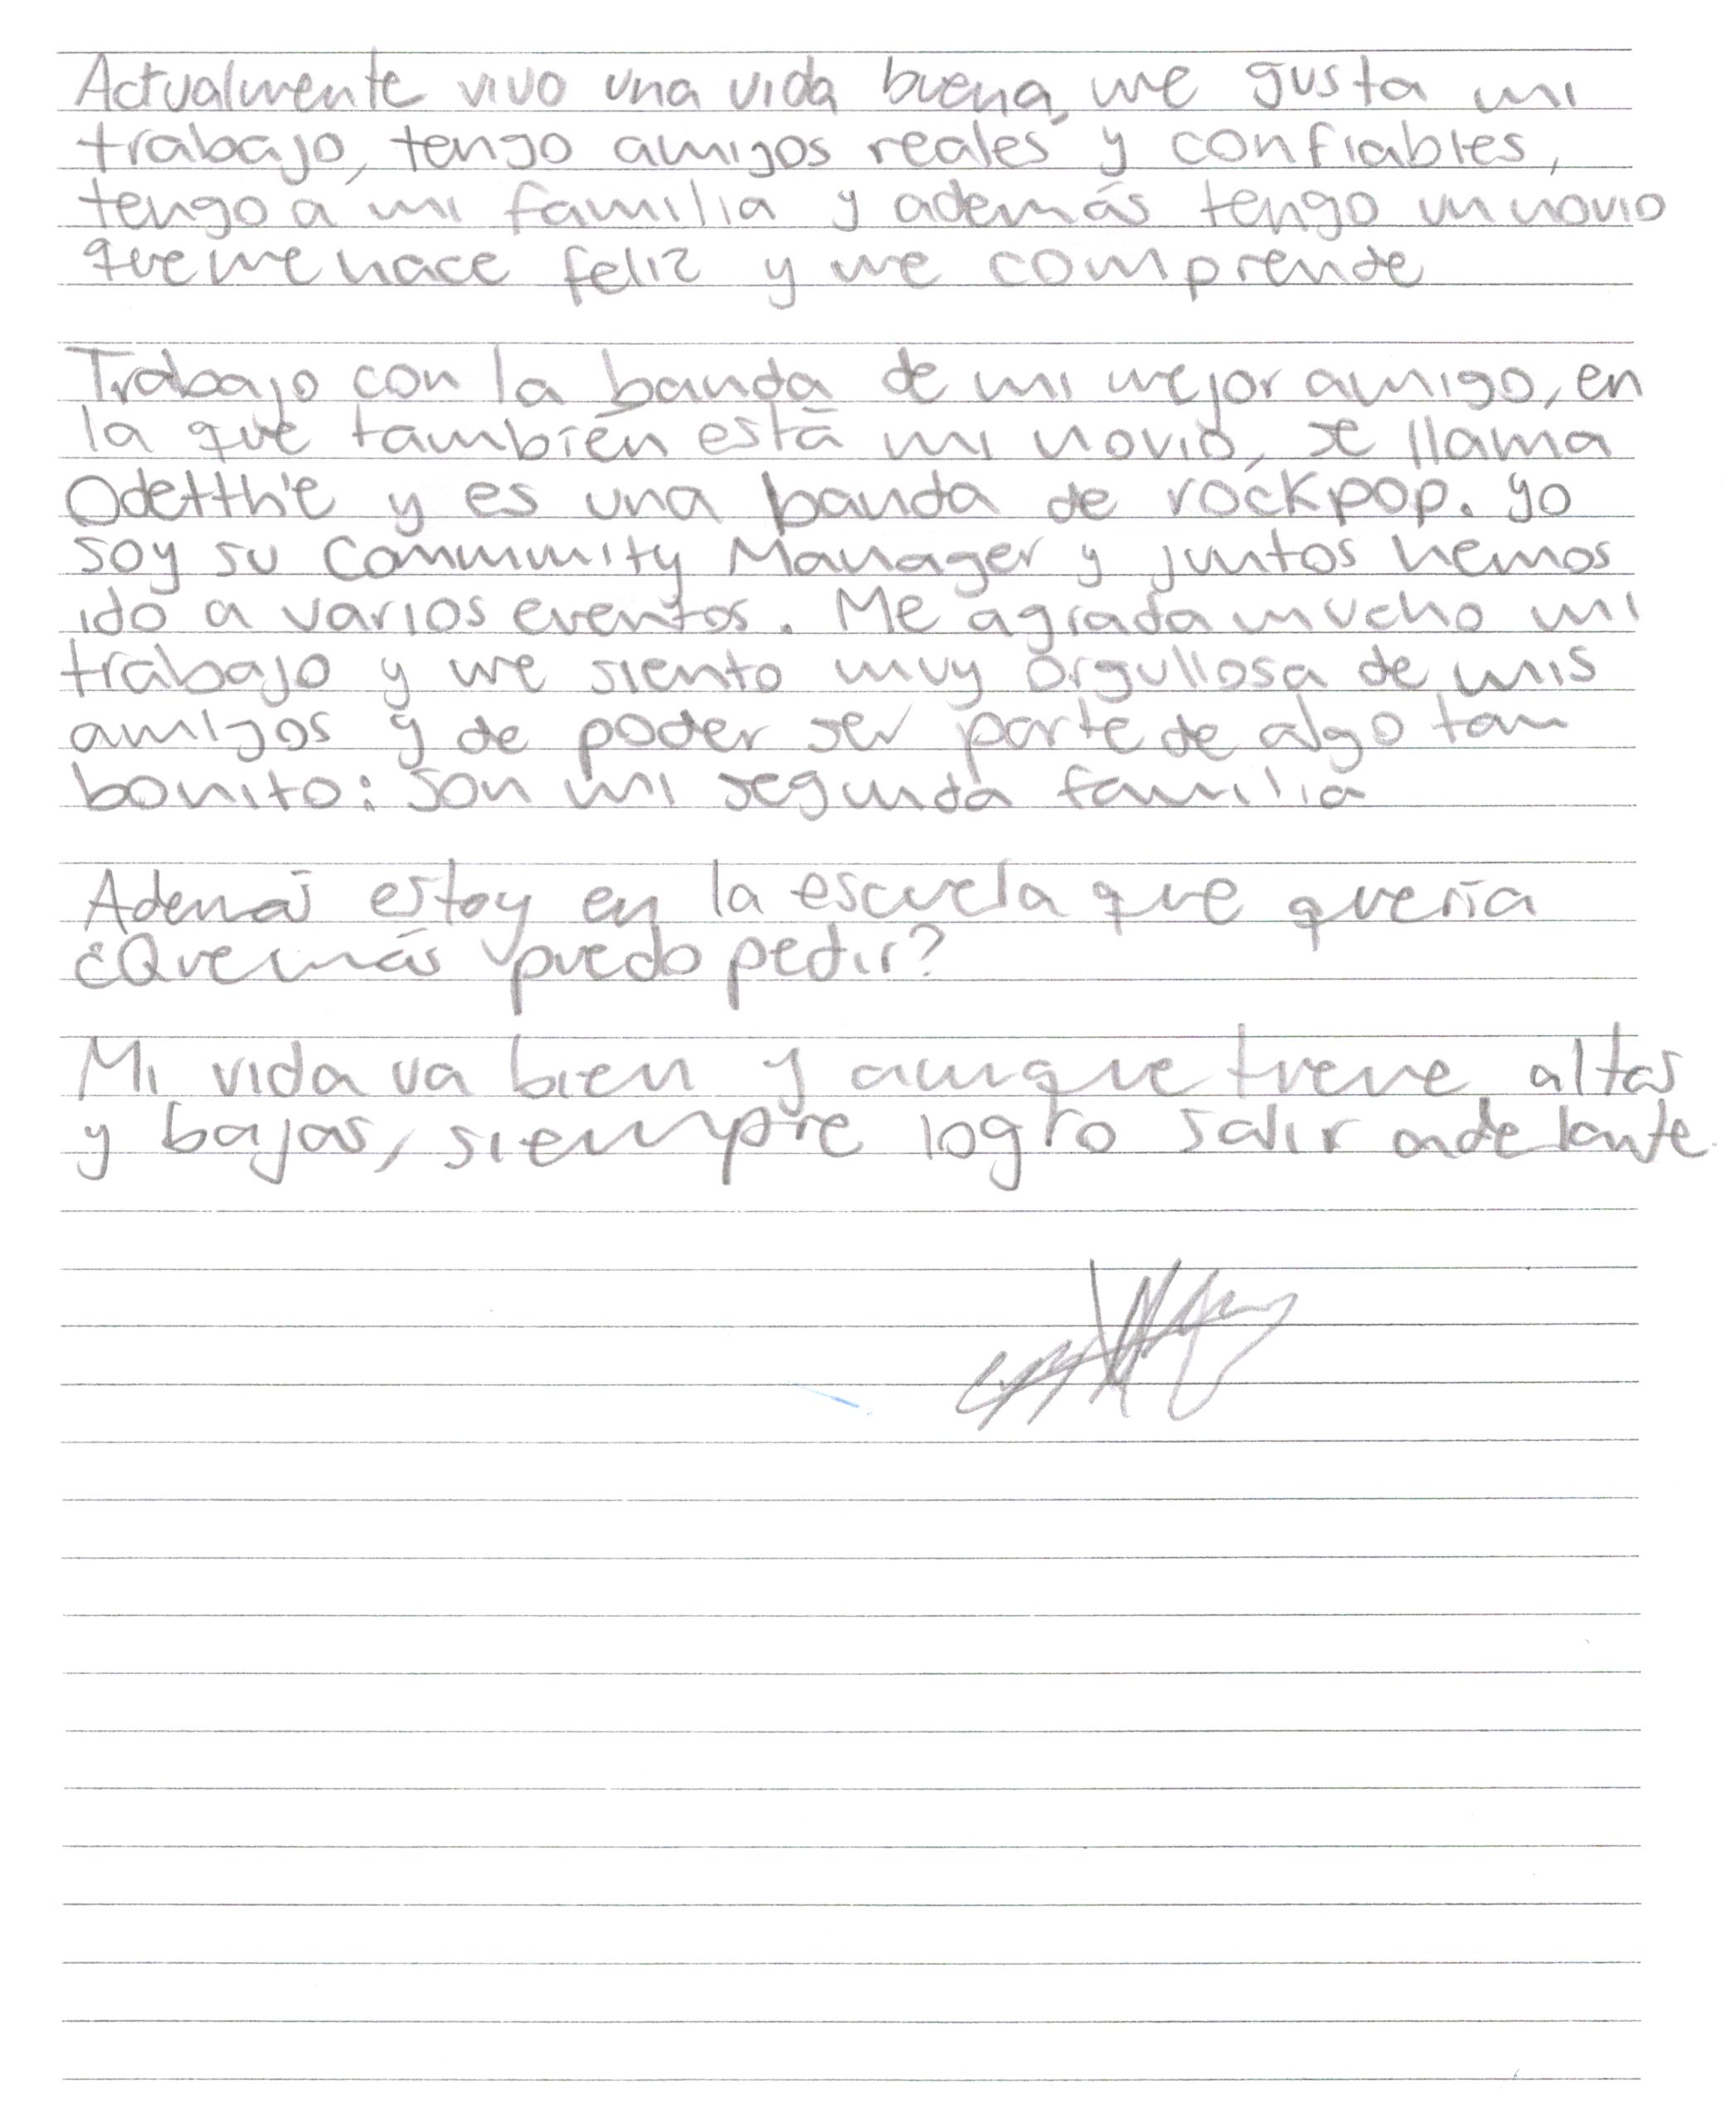 Actualmente vivo una vida buena, me gusta mi
trabajo, tengo amigos reales y confiables,
tengo a mi familia y además tengo un novio
que me hace feliz y me comprende
Trabajo con la banda de mi mejor amigo, en
la que también está mi novio, se llama
Odetth'e y es una banda de rockpop. yo
soy su Community Manager y juntos hemos
ido a varios eventos. Me agrada mucho mi
trabajo y me siento muy orgullosa de mis
amigos y de poder ser parte de algo tan
bonito: son mi segunda familia
Además estoy en la escuela que quería
¿Que más puedo pedir?
Mi vida va bien y aunque tiene altas
y bajas, siempre logro salir adelante.